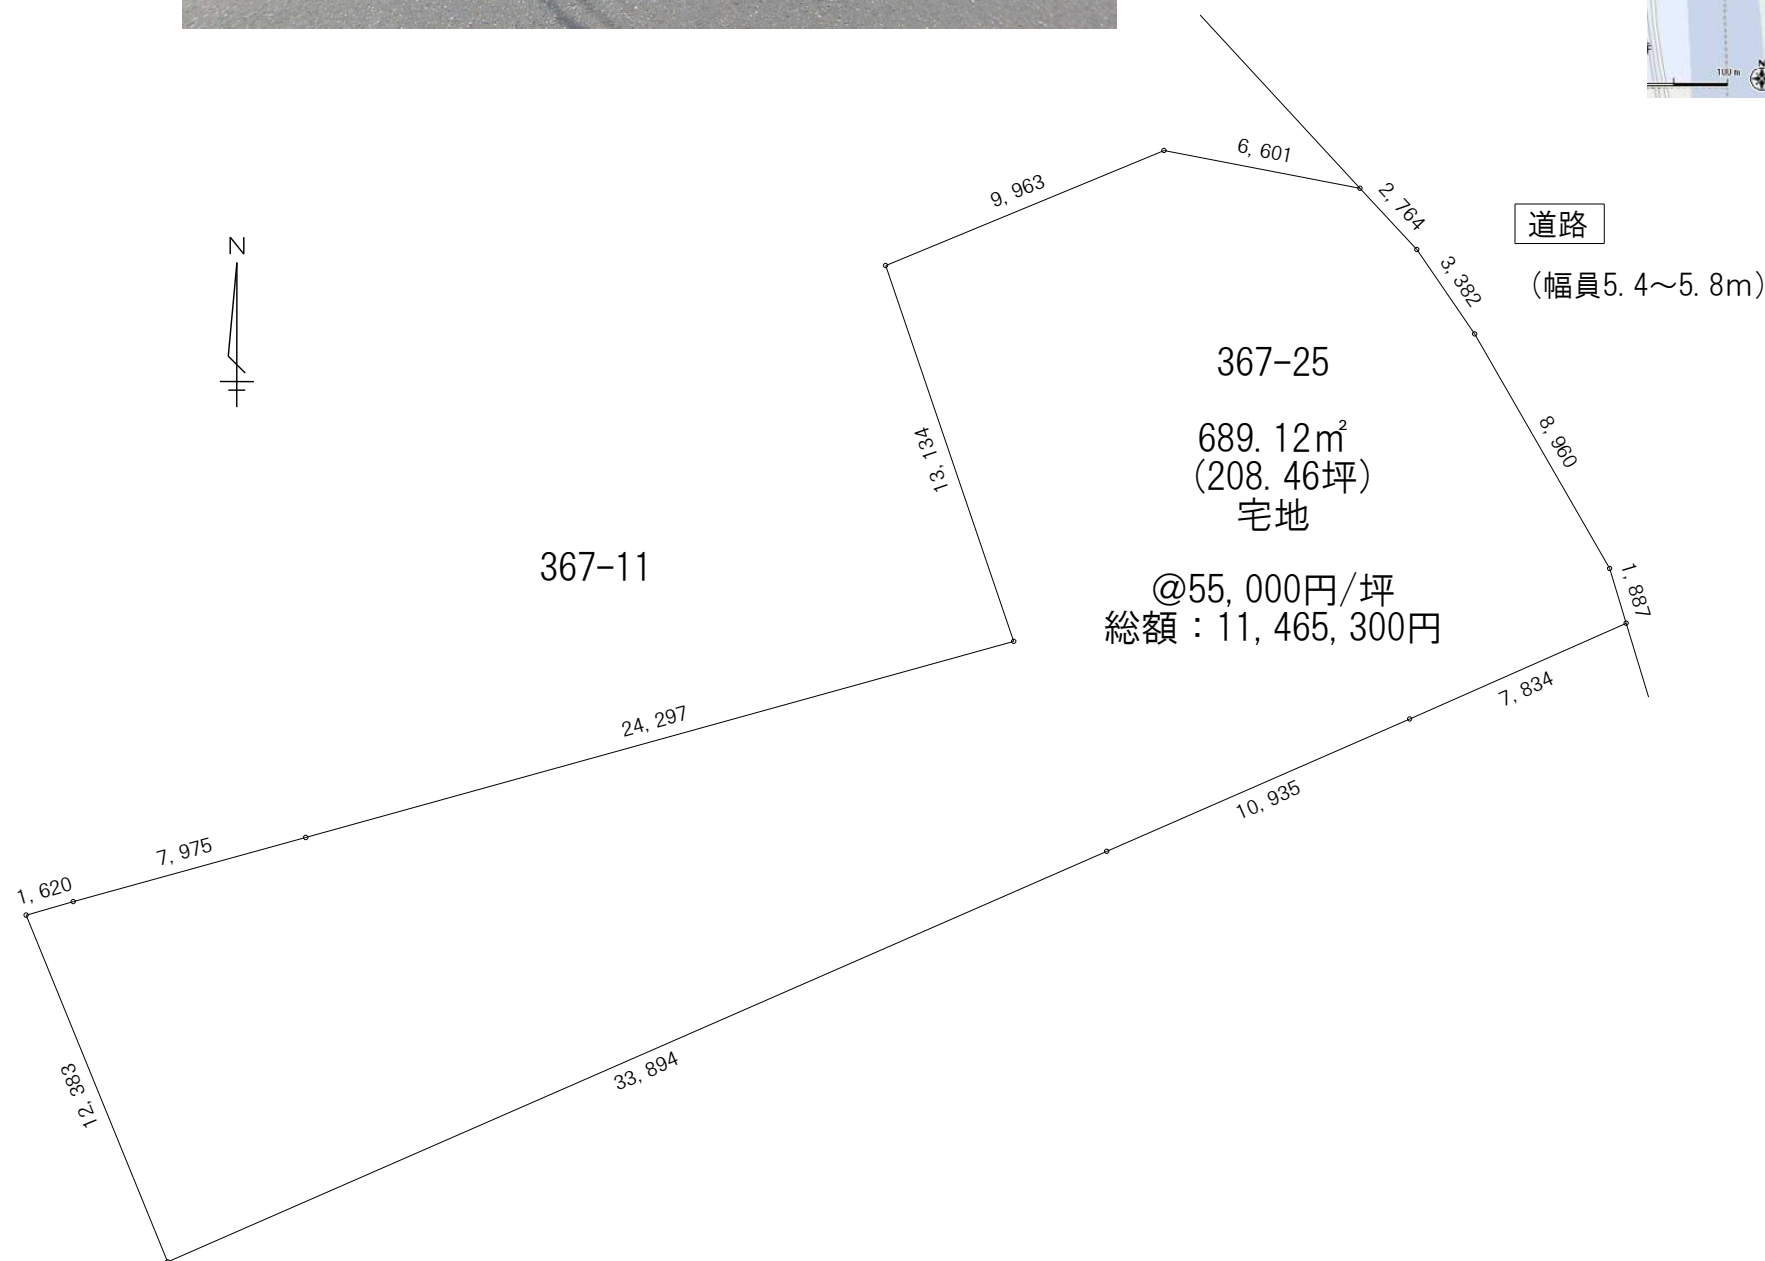 100 m
N
6, 601
9, 963
2, 764
道路
N
3, 382
(幅員5. 4～5. 8m)
367-25
13, 134
8, 960
689. 12㎡
(208. 46坪)
宅地
367-11
@55, 000円/坪
1, 887
総額：11, 465, 300円
7, 834
24, 297
10, 935
7, 975
1, 620
33, 894
12, 383